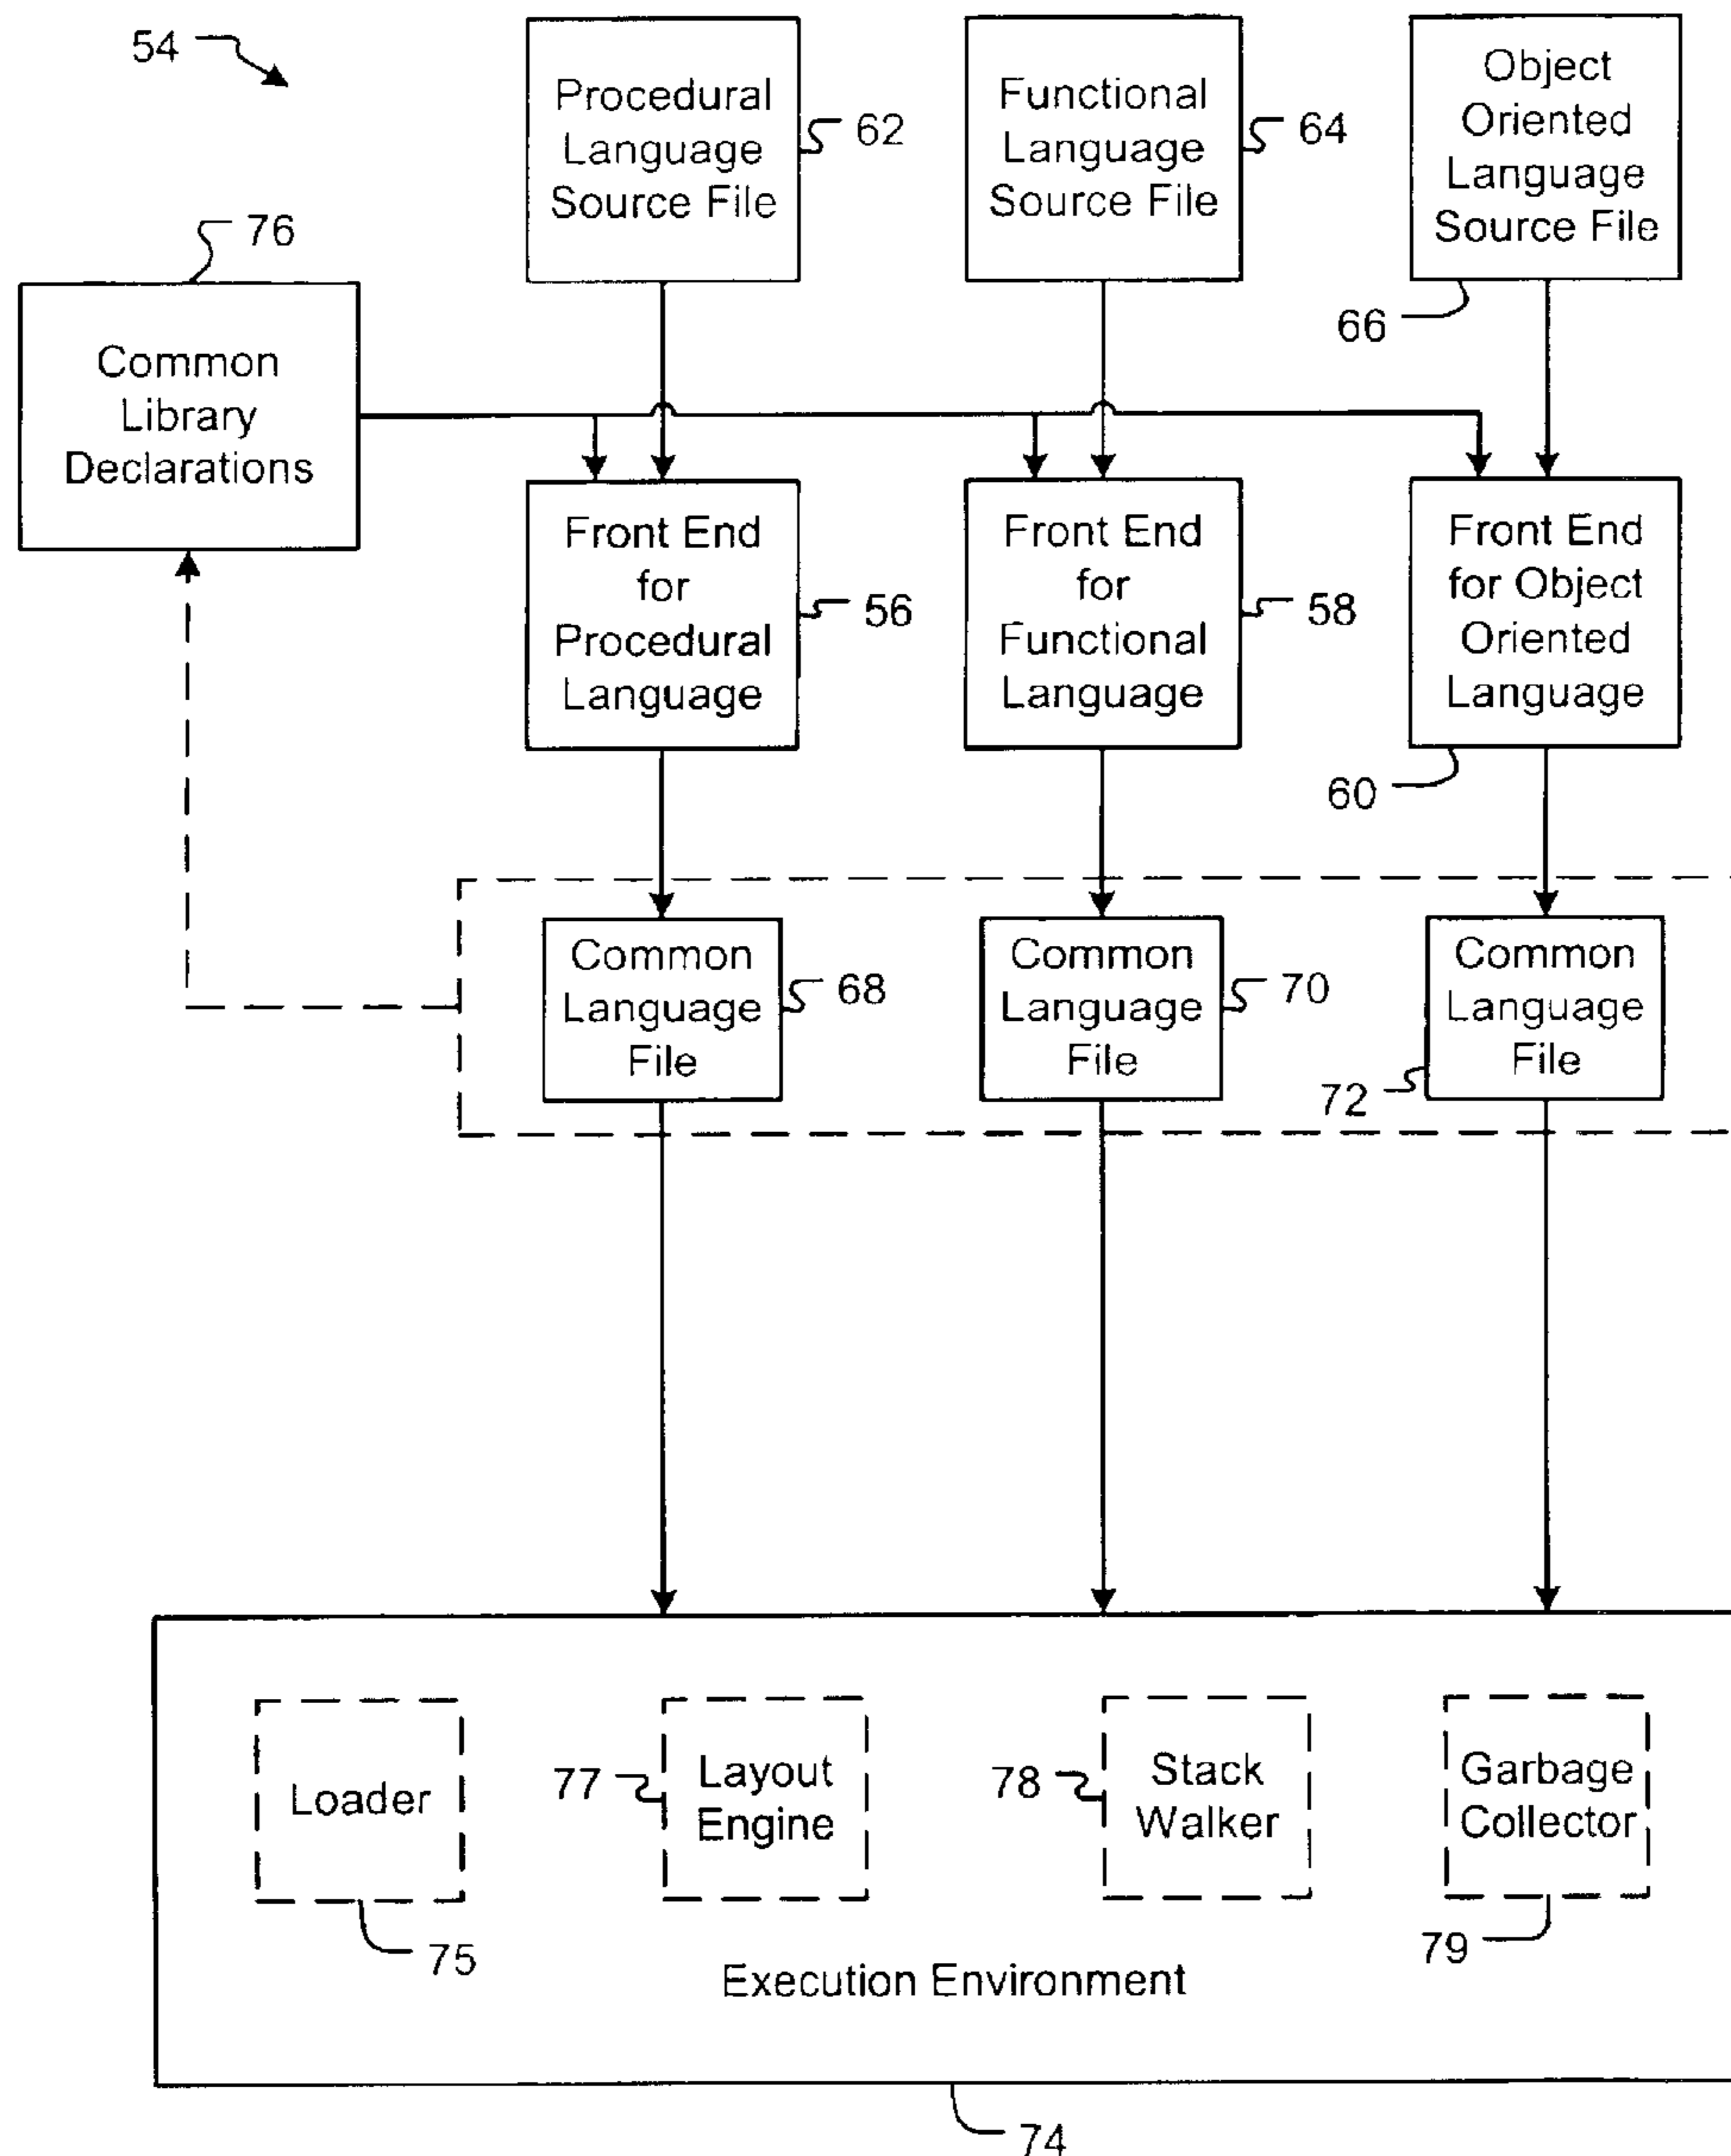 54
Procedural
Language
Source File
62
Functional
Language
Source File
64
Object
Oriented
Language
Source File
66
76
Common
Library
Declarations
Front End
for
Procedural
Language
56
Front End
for
Functional
Language
58
Front End
for Object
Oriented
Language
60
Common
Language
File
68
Common
Language
File
70
Common
Language
File
72
Loader
75
77
Layout
Engine
78
Stack
Walker
Garbage
Collector
79
Execution Environment
74